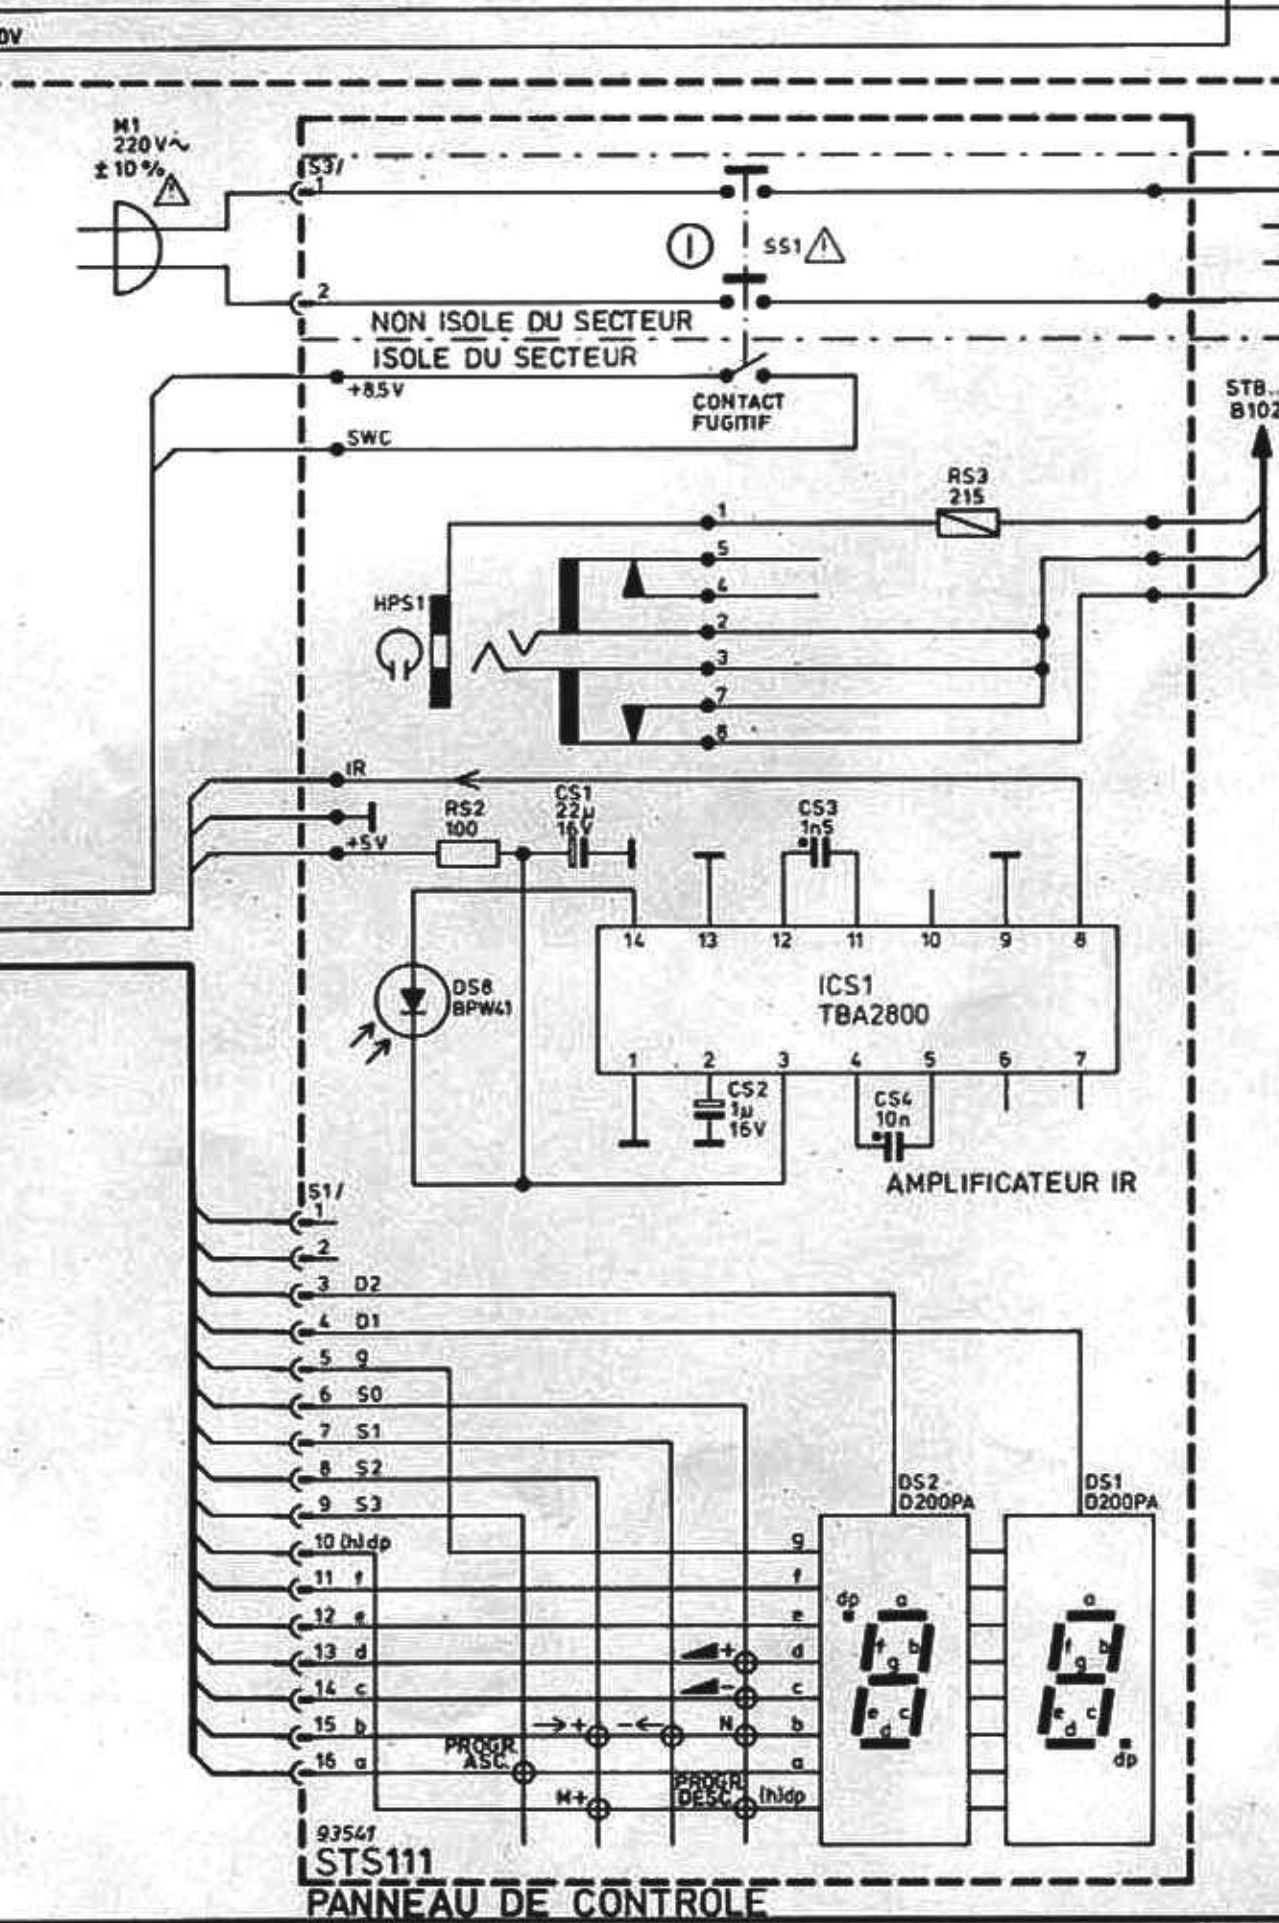 0V
M1
220V~
±10%
S3/
1
2
SS1
NON ISOLE DU SECTEUR
ISOLE DU SECTEUR
+8,5V
CONTACT
FUGITIF
SWC
STB..
B102
RS3
215
1
5
4
2
3
7
8
HPS1
IR
+5V
RS2
100
CS1
22µ
16V
CS3
1n5
14 13 12 11 10 9 8
ICS1
TBA2800
1 2 3 4 5 6 7
DS8
BPW41
CS2
1µ
16V
CS4
10n
AMPLIFICATEUR IR
S1/
1
2
3 D2
4 D1
5 g
6 S0
7 S1
8 S2
9 S3
10 (h)dp
11 f
12 e
13 d
14 c
15 b
16 a
DS2
D200PA
DS1
D200PA
g
f
e
+ d
- c
→+ -← N b
PROGR.
ASC.
a
M+
PROGR.
DESC.
(h)dp
dp a
f b
g
e c
d
a
f b
g
e c
d
dp
93541
STS111
PANNEAU DE CONTROLE